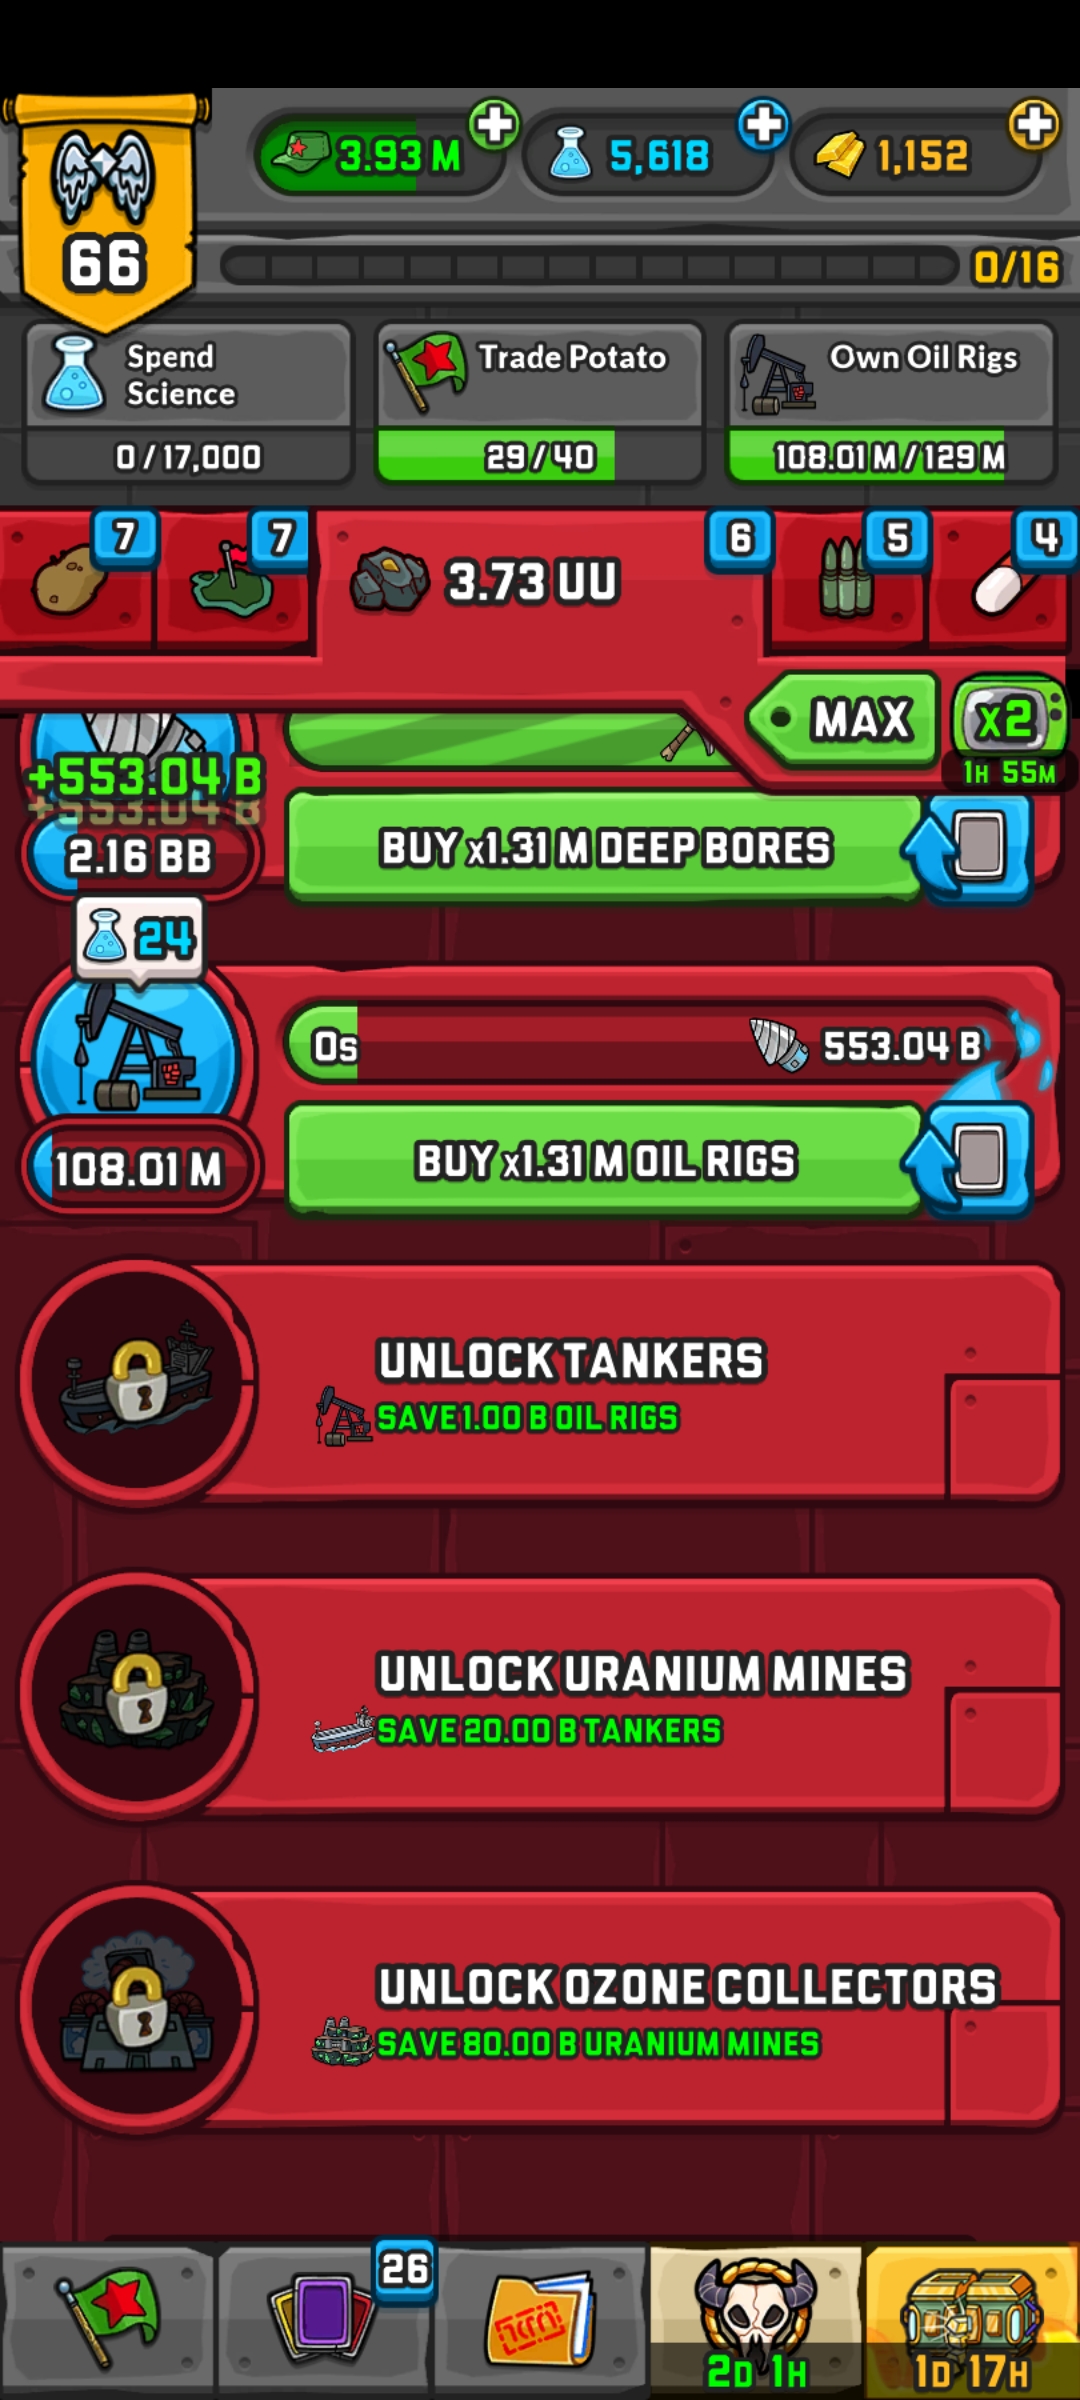 3.93 M
5,618
1,152
66
0/16
Spend
Science
0 / 17,000
Trade Potato
29 / 40
Own Oil Rigs
108.01 M / 129 M
7
7
3.73 UU
6
5
4
MAX
x2
1H 55M
+553.04 B
+553.04 B
2.16 BB
BUY x1.31 M DEEP BORES
24
0s
553.04 B
108.01 M
BUY x1.31 M OIL RIGS
UNLOCK TANKERS
SAVE 1.00 B OIL RIGS
UNLOCK URANIUM MINES
SAVE 20.00 B TANKERS
UNLOCK OZONE COLLECTORS
SAVE 80.00 B URANIUM MINES
26
2D 1H
1D 17H